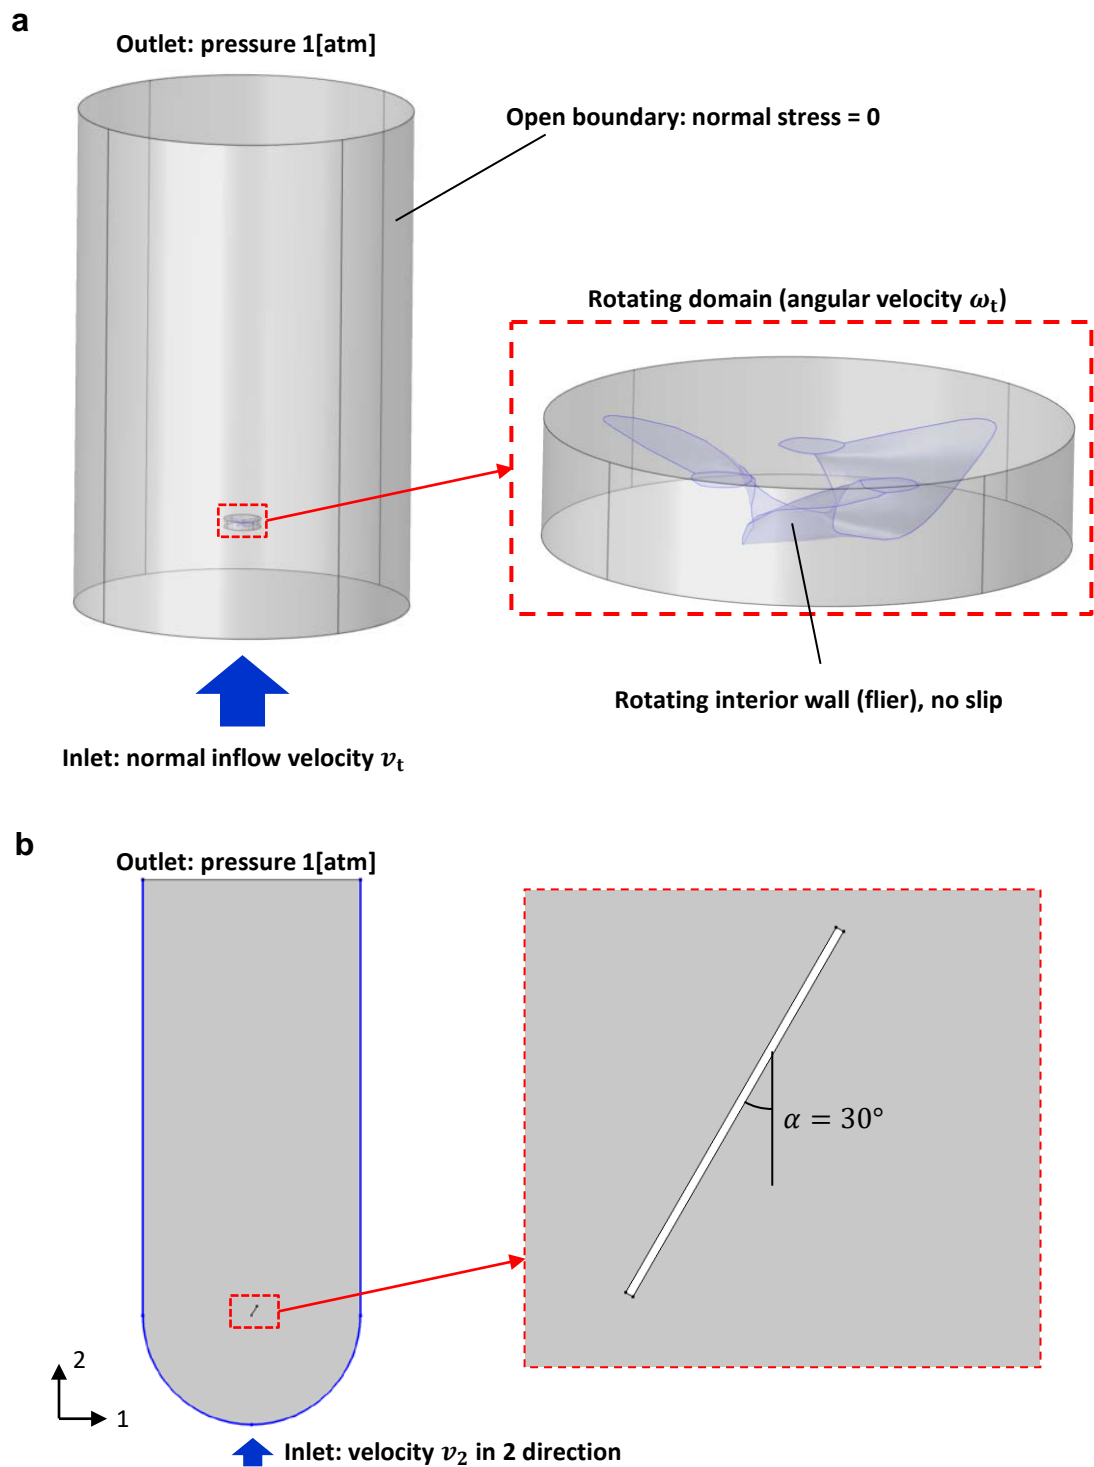 a
Outlet: pressure 1[atm]
Open boundary: normal stress = 0
Rotating domain (angular velocity ωt)
Rotating interior wall (flier), no slip
Inlet: normal inflow velocity vt
b
Outlet: pressure 1[atm]
α = 30°
2
1
Inlet: velocity v2 in 2 direction